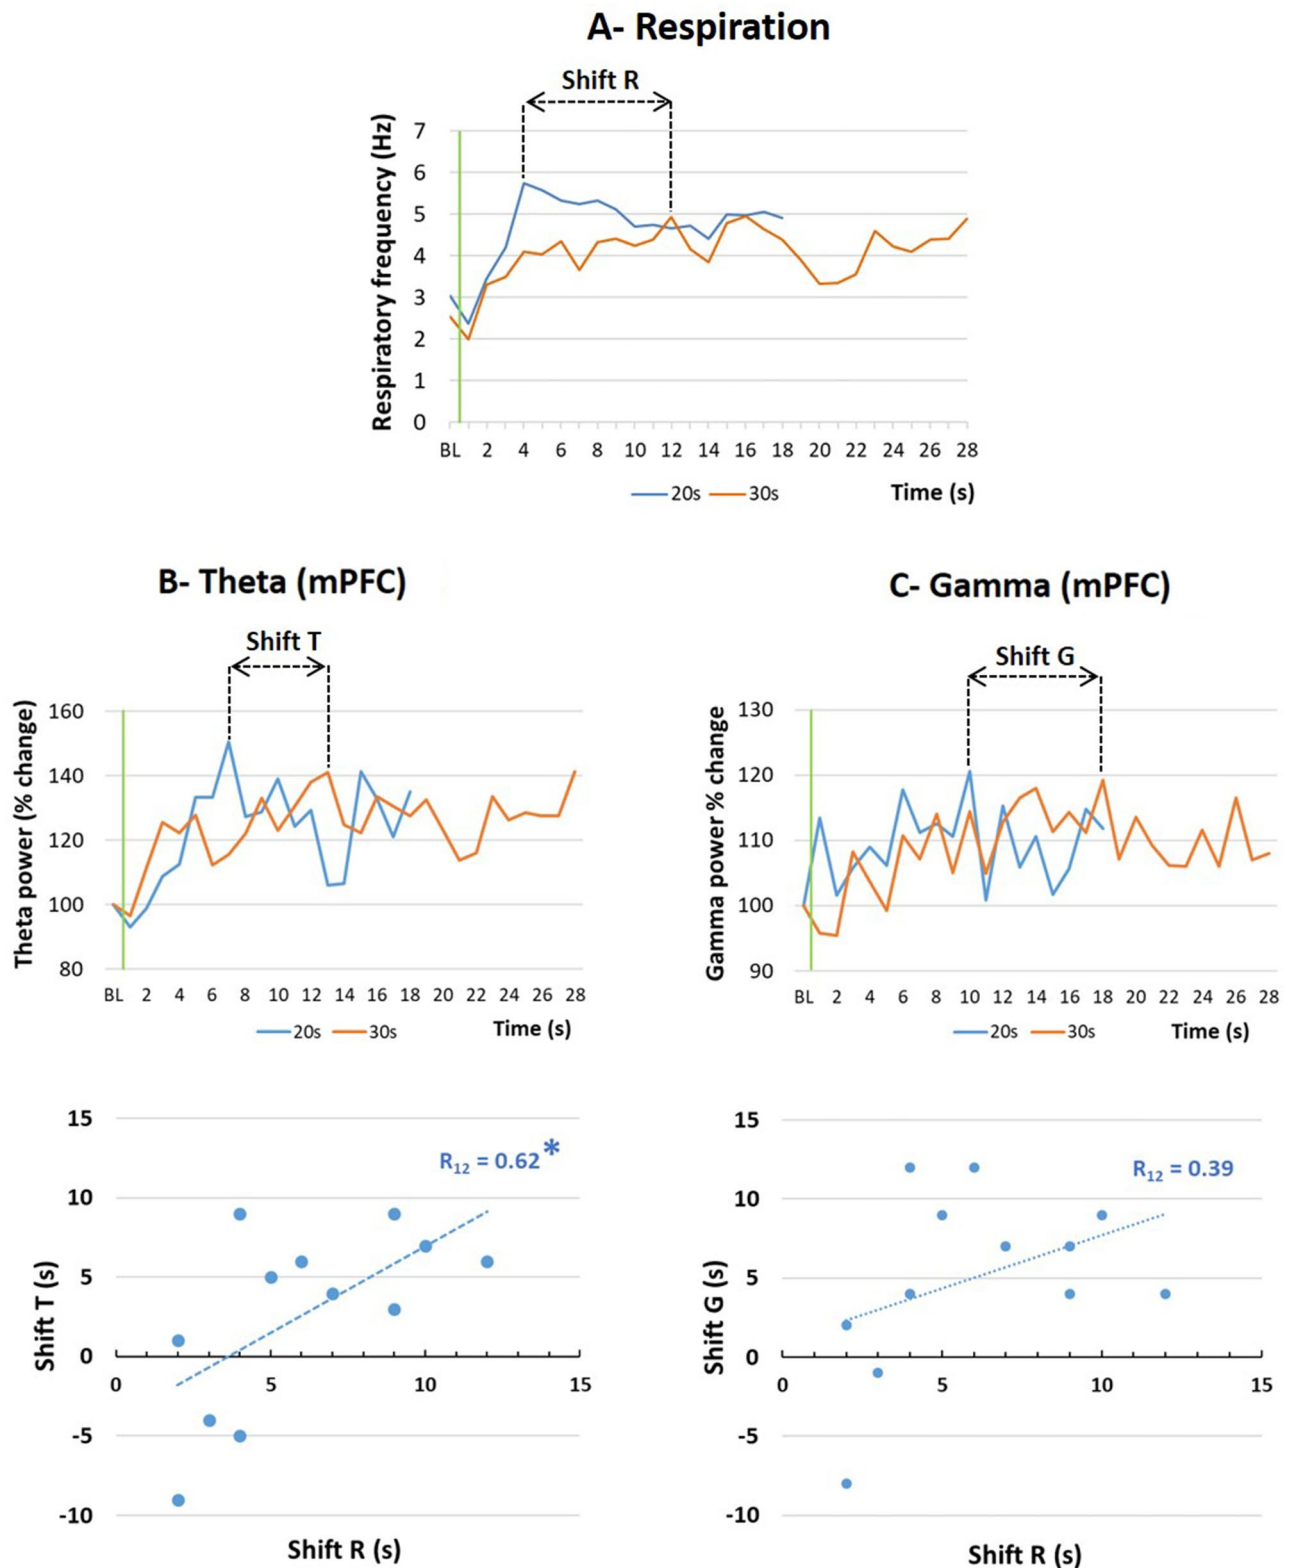 A- Respiration
Shift R
Respiratory frequency (Hz)
7
6
5
4
3
2
1
0
BL 2 4 6 8 10 12 14 16 18 20 22 24 26 28
20s 30s
Time (s)
B- Theta (mPFC)
Shift T
Theta power (% change)
160
140
120
100
80
BL 2 4 6 8 10 12 14 16 18 20 22 24 26 28
20s 30s
Time (s)
C- Gamma (mPFC)
Shift G
Gamma power % change
130
120
110
100
90
BL 2 4 6 8 10 12 14 16 18 20 22 24 26 28
20s 30s
Time (s)
Shift T (s)
15
10
5
0
-5
-10
R12 = 0.62*
0 5 10 15
Shift R (s)
Shift G (s)
15
10
5
0
-5
-10
R12 = 0.39
0 5 10 15
Shift R (s)